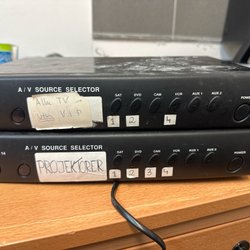 A/V SOURCE SELECTOR
SAT DVD CAM VCR AUX 1 AUX 2
Alla TV
V.I.P
1 2 4
POWER
A/V SOURCE SELECTOR
SAT DVD CAM VCR AUX 1 AUX 2
PROJEKTORER
1 2 3 4
POWER